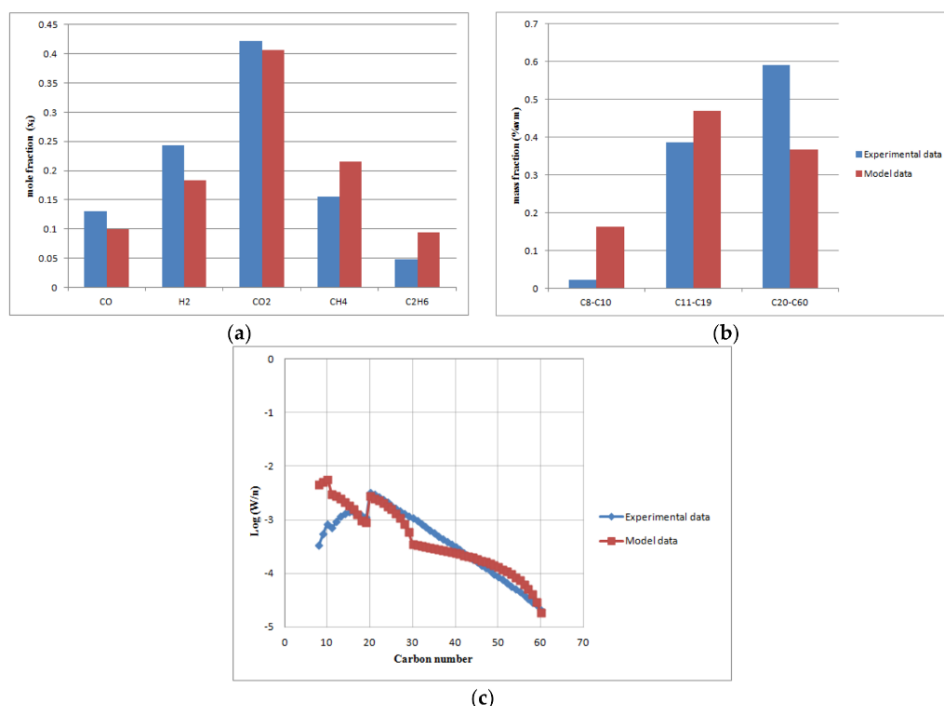 0.45
0.4
0.35
0.3
0.25
0.2
0.15
0.1
0.05
0
mole fraction (xi)
CO H2 CO2 CH4 C2H6
(a)
0.7
0.6
0.5
0.4
0.3
0.2
0.1
0
mass fraction
C8-C10 C11-C19 C20-C60
Experimental data
Model data
(b)
0
-1
-2
-3
-4
-5
Log (W/n)
0 10 20 30 40 50 60 70
Carbon number
Experimental data
Model data
(c)